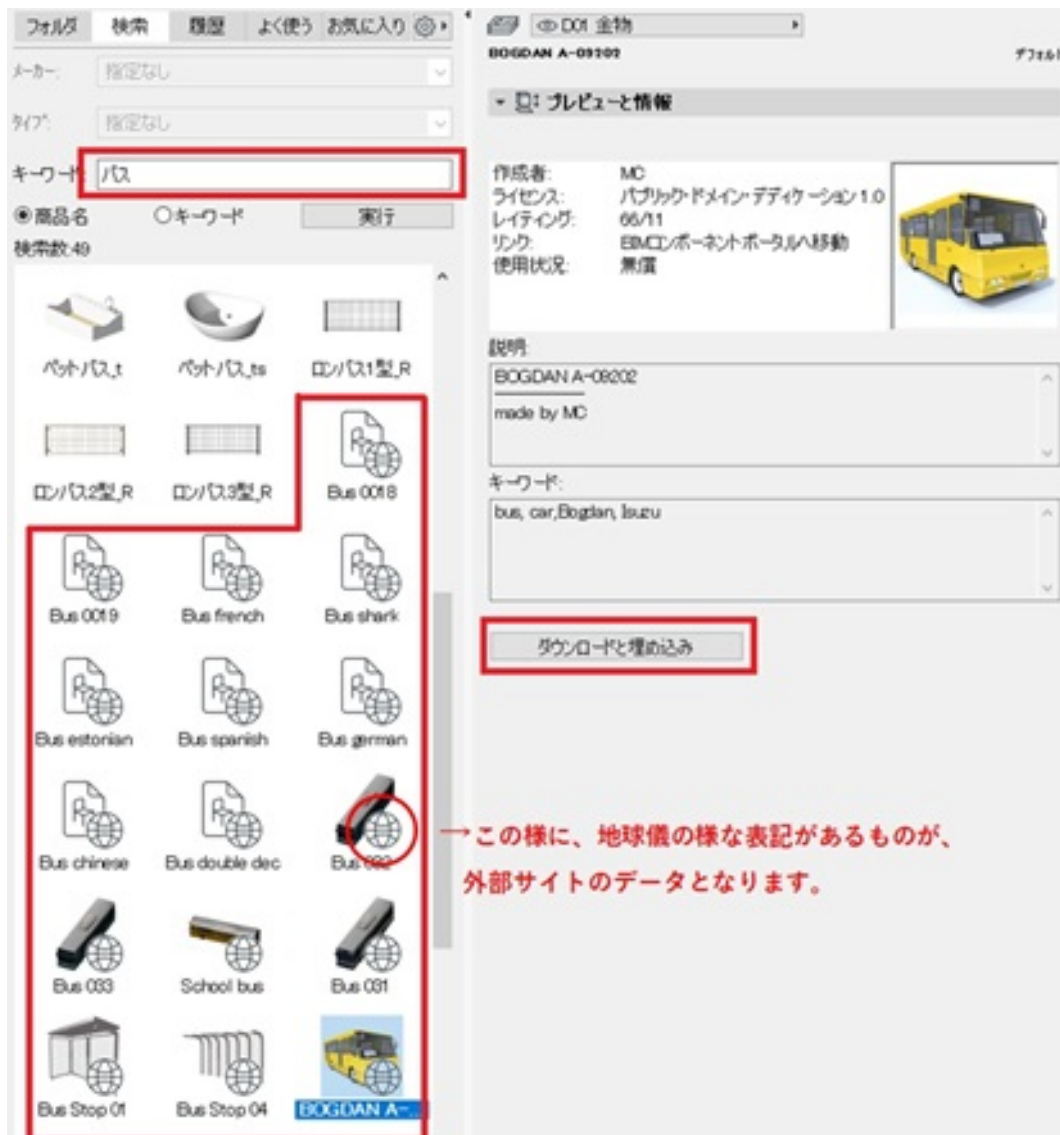 フォルダ 検索 履歴 よく使う お気に入り
メーカー: 指定なし
タイプ: 指定なし
キーワード: バス
商品名 キーワード 実行
検索数:49
ペットバス_t ペットバス_ts ロンバス1型_R
ロンバス2型_R ロンバス3型_R Bus 0018
Bus 0019 Bus french Bus shark
Bus estonian Bus spanish Bus german
Bus chinese Bus double dec Bus 032
Bus 033 School bus Bus 031
Bus Stop 01 Bus Stop 04 BOGDAN A-...
D01 金物
BOGDAN A-09202 デフォルト
プレビューと情報
作成者: MC
ライセンス: パブリック・ドメイン・デディケーション 1.0
レイティング: 66/11
リンク: BIMコンポーネントポータルへ移動
使用状況: 無償
説明:
BOGDAN A-09202
made by MC
キーワード:
bus, car,Bogdan, Isuzu
ダウンロードと埋め込み
→この様に、地球儀の様な表記があるものが、
外部サイトのデータとなります。